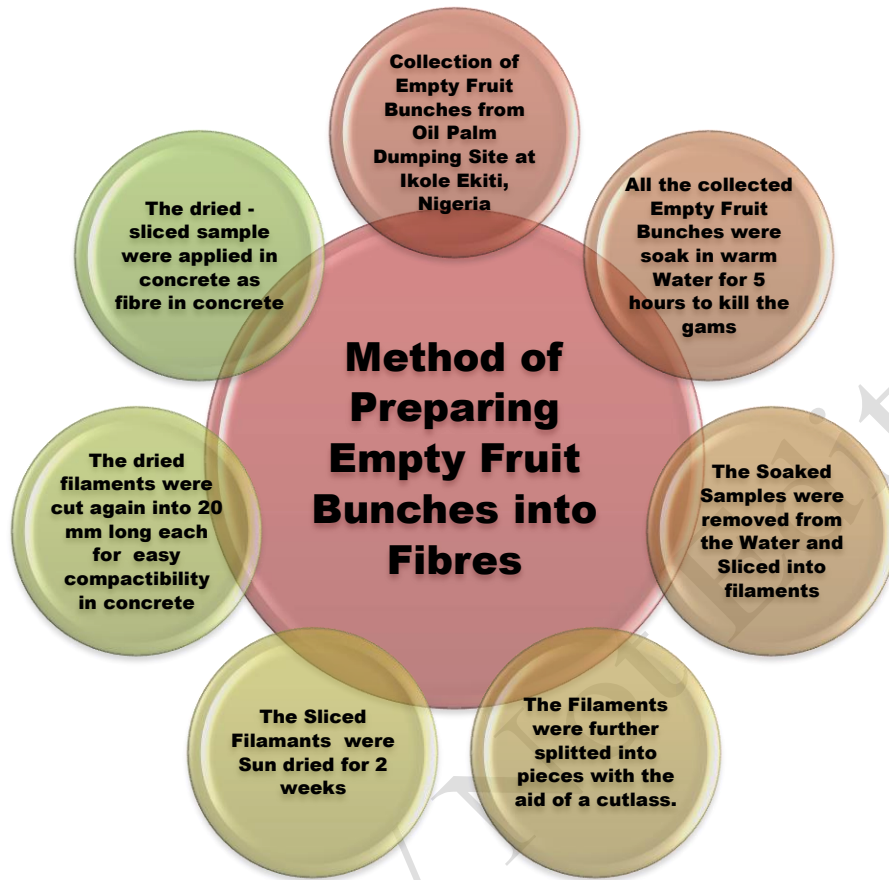 Collection of
Empty Fruit
Bunches from
Oil Palm
Dumping Site at
Ikole Ekiti,
Nigeria
All the collected
Empty Fruit
Bunches were
soak in warm
Water for 5
hours to kill the
gams
The Soaked
Samples were
removed from
the Water and
Sliced into
filaments
The Filaments
were further
splitted into
pieces with the
aid of a cutlass.
The Sliced
Filamants were
Sun dried for 2
weeks
The dried
filaments were
cut again into 20
mm long each
for easy
compactibility
in concrete
The dried -
sliced sample
were applied in
concrete as
fibre in concrete
Method of
Preparing
Empty Fruit
Bunches into
Fibres
Not Edit